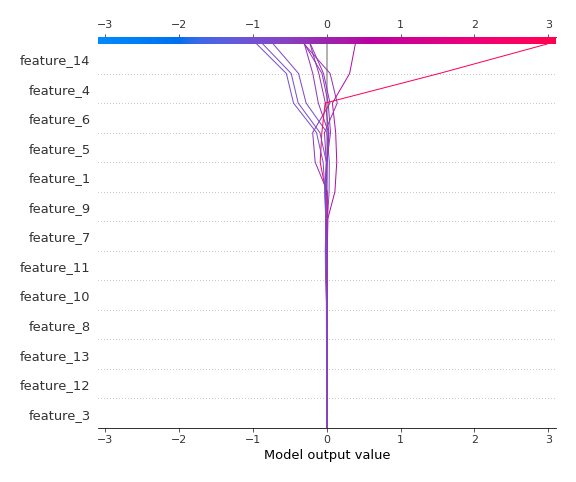 −3 −2 −1 0 1 2 3
feature_14
feature_4
feature_6
feature_5
feature_1
feature_9
feature_7
feature_11
feature_10
feature_8
feature_13
feature_12
feature_3
−3 −2 −1 0 1 2 3
Model output value